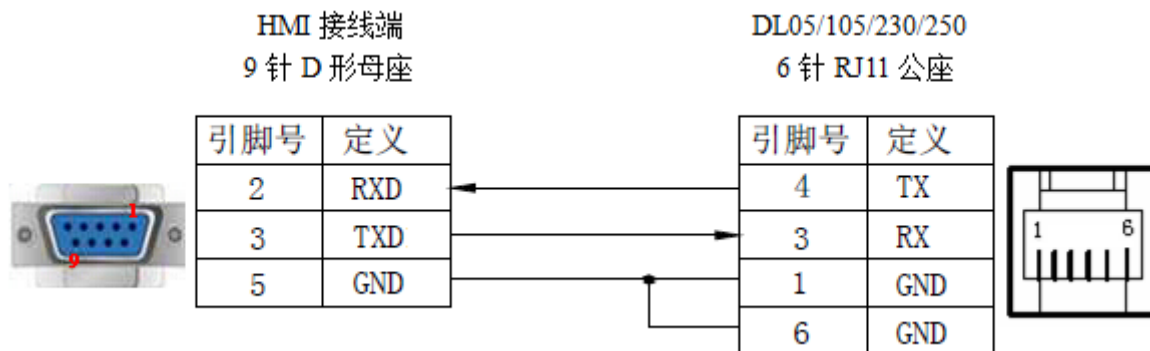 HMI 接线端
9 针 D 形母座
DL05/105/230/250
6 针 RJ11 公座
引脚号 定义
2 RXD
3 TXD
5 GND
引脚号 定义
4 TX
3 RX
1 GND
6 GND
1
9
1 6